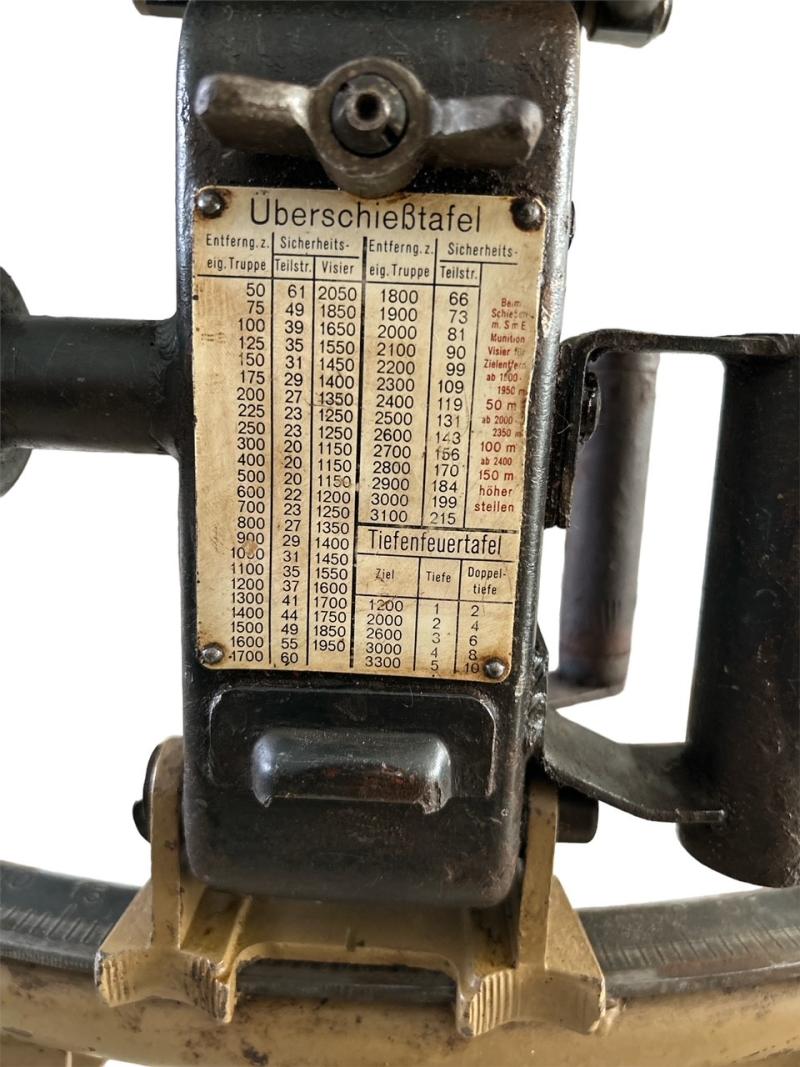 Überschießtafel
Entferng.z. eig.Truppe Sicherheits- Teilstr. Visier
50 61 2050
75 49 1850
100 39 1650
125 35 1550
150 31 1450
175 29 1400
200 27 1350
225 23 1250
250 23 1250
300 20 1150
400 20 1150
500 20 1150
600 22 1200
700 23 1250
800 27 1350
900 29 1400
1000 31 1450
1100 35 1550
1200 37 1600
1300 41 1700
1400 44 1750
1500 49 1850
1600 55 1950
1700 60
Entferng.z. eig.Truppe Sicherheits- Teilstr.
1800 66
1900 73
2000 81
2100 90
2200 99
2300 109
2400 119
2500 131
2600 143
2700 156
2800 170
2900 184
3000 199
3100 215
Beim
Schießen
m. S m E
Munition
Visier für
Zielentfern.
ab
1950 m
50 m
ab 2000-
2350 m
100 m
ab 2400
150 m
höher
stellen
Tiefenfeuertafel
Ziel Tiefe Doppel-
tiefe
1200 1 2
2000 2 4
2600 3 6
3000 4 8
3300 5 10